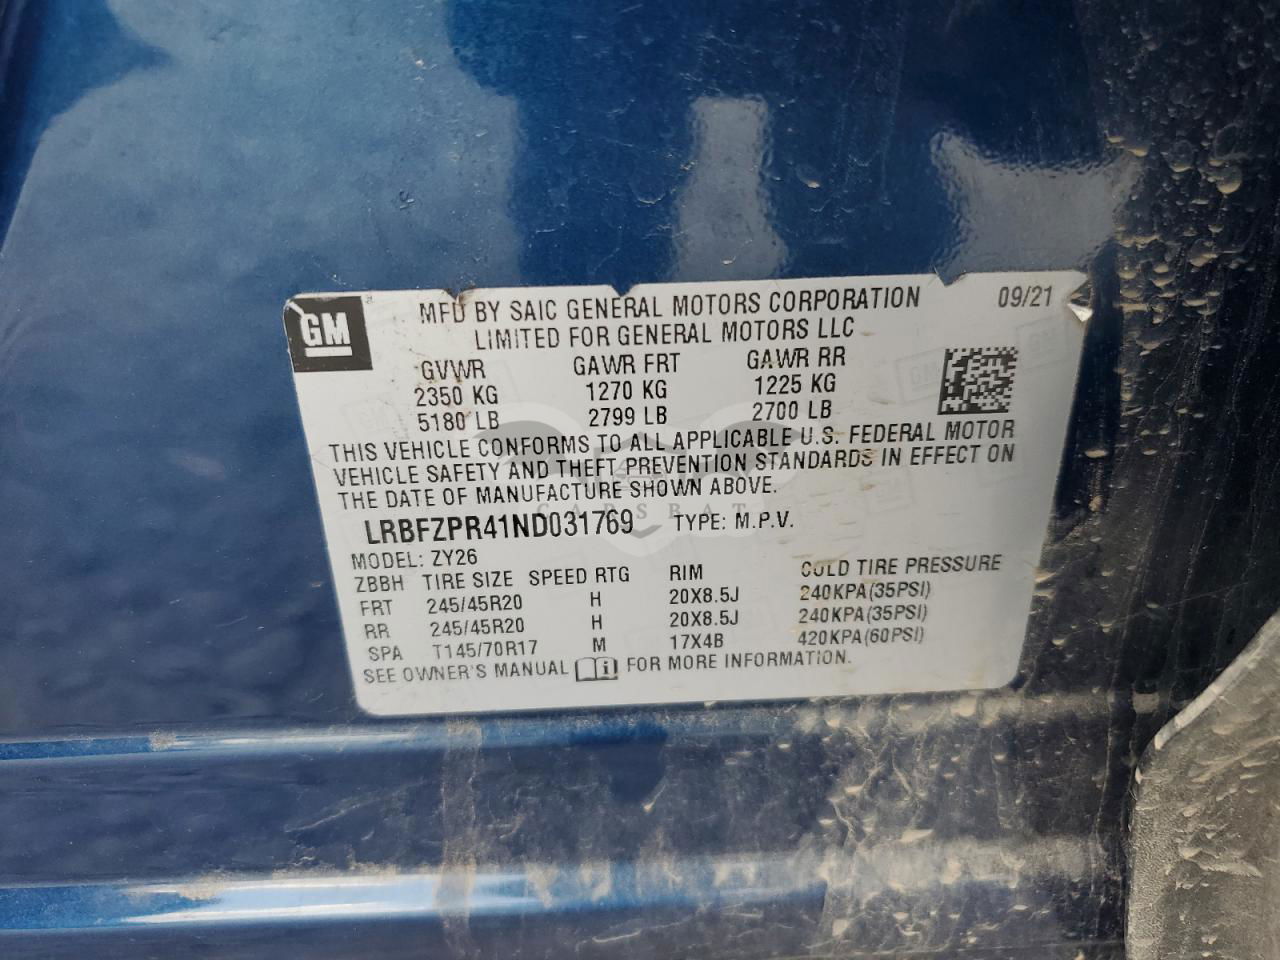 GM
MFD BY SAIC GENERAL MOTORS CORPORATION 09/21
LIMITED FOR GENERAL MOTORS LLC
GVWR GAWR FRT GAWR RR
2350 KG 1270 KG 1225 KG
5180 LB 2799 LB 2700 LB
THIS VEHICLE CONFORMS TO ALL APPLICABLE U.S. FEDERAL MOTOR
VEHICLE SAFETY AND THEFT PREVENTION STANDARDS IN EFFECT ON
THE DATE OF MANUFACTURE SHOWN ABOVE.
CARSBAT
LRBFZPR41ND031769 TYPE: M.P.V.
MODEL: ZY26
ZBBH TIRE SIZE SPEED RTG RIM COLD TIRE PRESSURE
FRT 245/45R20 H 20X8.5J 240KPA(35PSI)
RR 245/45R20 H 20X8.5J 240KPA(35PSI)
SPA T145/70R17 M 17X4B 420KPA(60PSI)
SEE OWNER'S MANUAL FOR MORE INFORMATION.